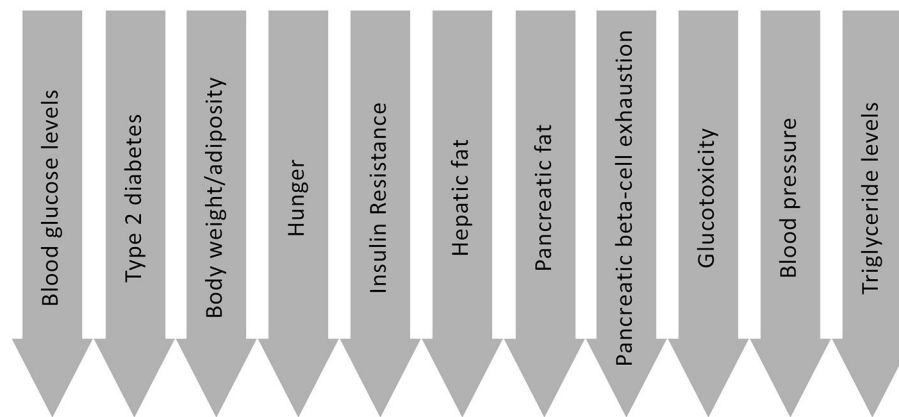 Blood glucose levels
Type 2 diabetes
Body weight/adiposity
Hunger
Insulin Resistance
Hepatic fat
Pancreatic fat
Pancreatic beta-cell exhaustion
Glucotoxicity
Blood pressure
Triglyceride levels